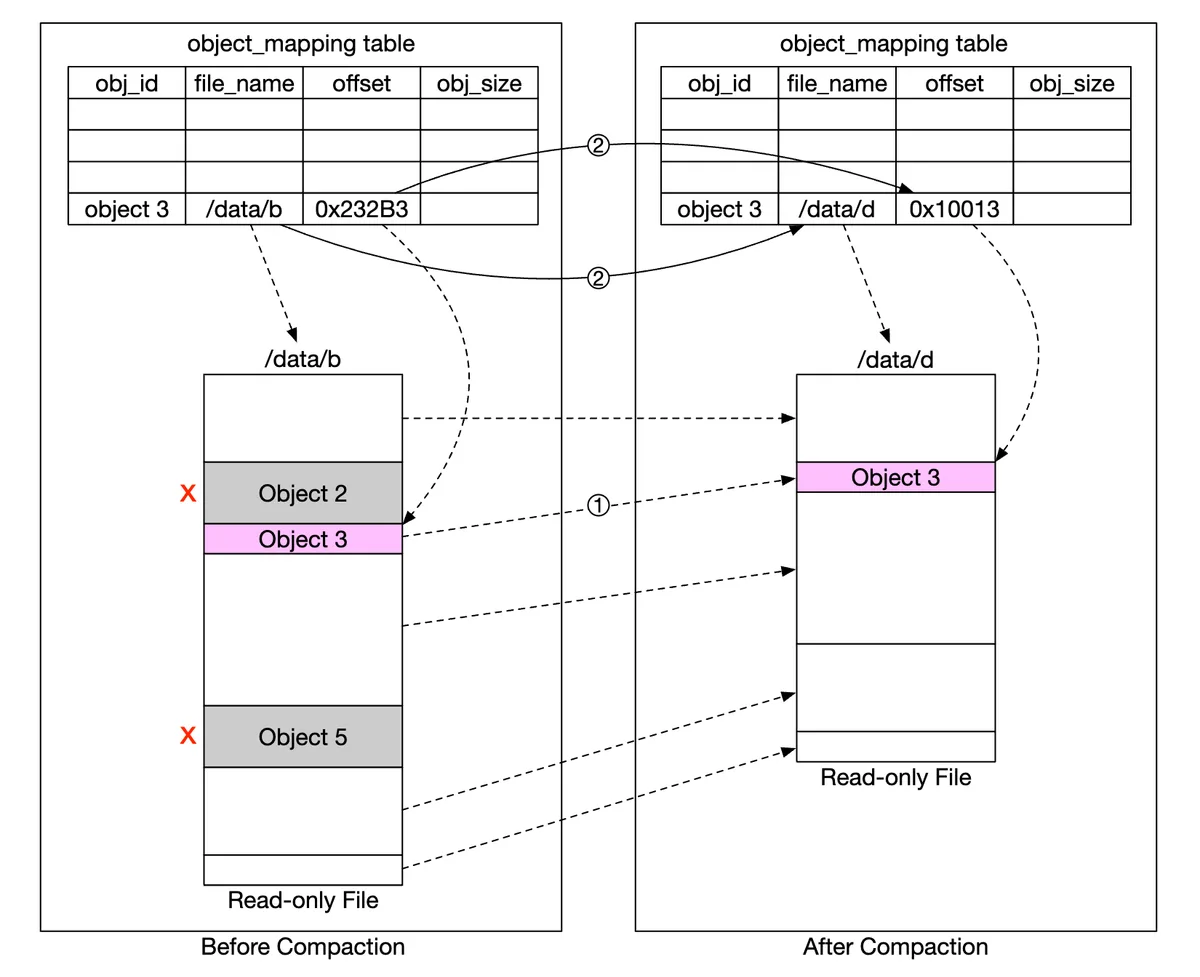 object_mapping table
obj_id file_name offset obj_size
object 3 /data/b 0x232B3
/data/b
X Object 2
Object 3
X Object 5
Read-only File
Before Compaction
2
2
1
object_mapping table
obj_id file_name offset obj_size
object 3 /data/d 0x10013
/data/d
Object 3
Read-only File
After Compaction